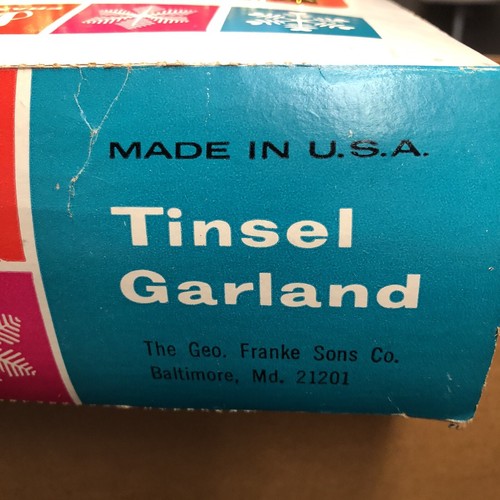 MADE IN U.S.A.
Tinsel
Garland
The Geo. Franke Sons Co.
Baltimore, Md. 21201